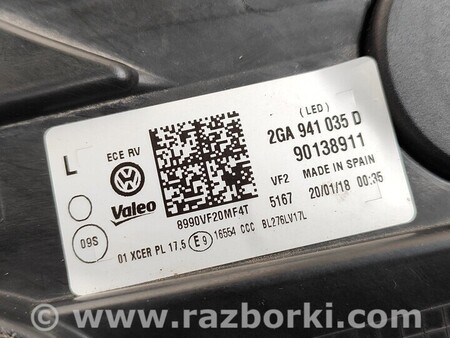 (LED)
2GA 941 035 D
90138911
MADE IN SPAIN
VF2
5167 20/01/18 00:35
L
ECE RV
Valeo
8990VF20MF4T
09S
01 XCER PL 17.5 E9 16554 CCC BL276LV17L
www.razborki.com